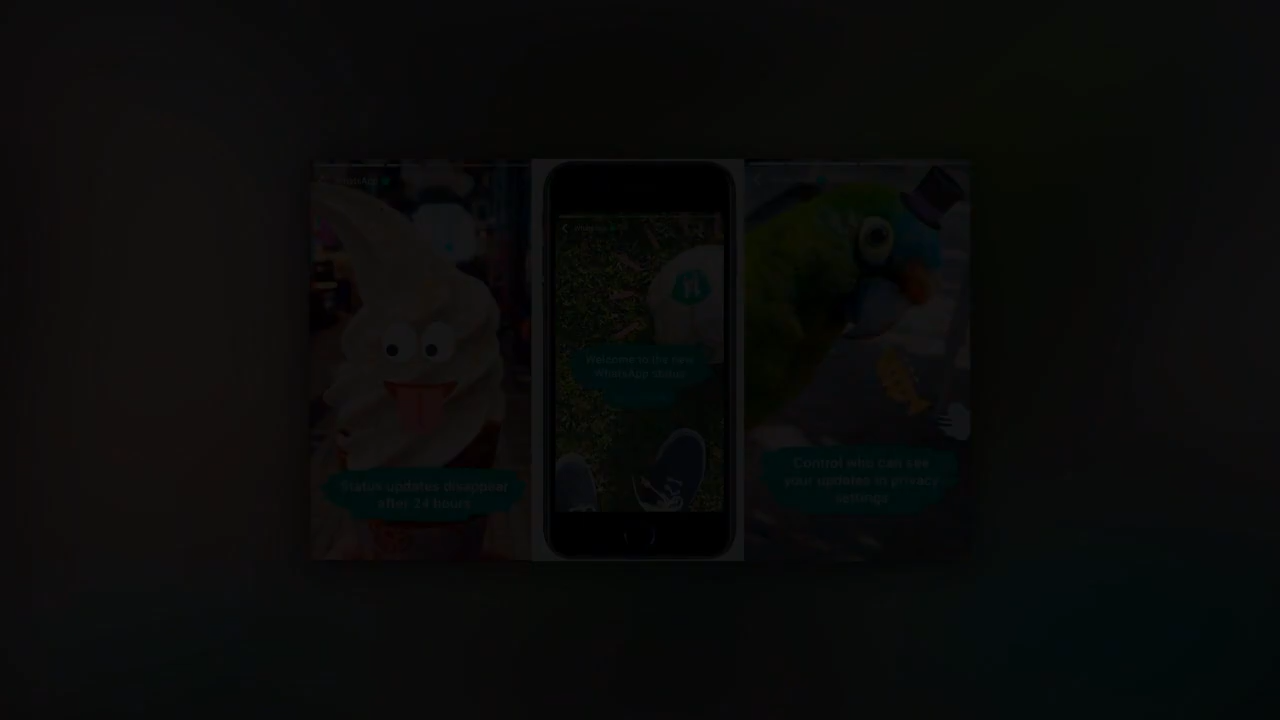 WhatsApp
Status updates disappear
after 24 hours
Welcome to the new
WhatsApp status
Control who can see
your updates in privacy
settings